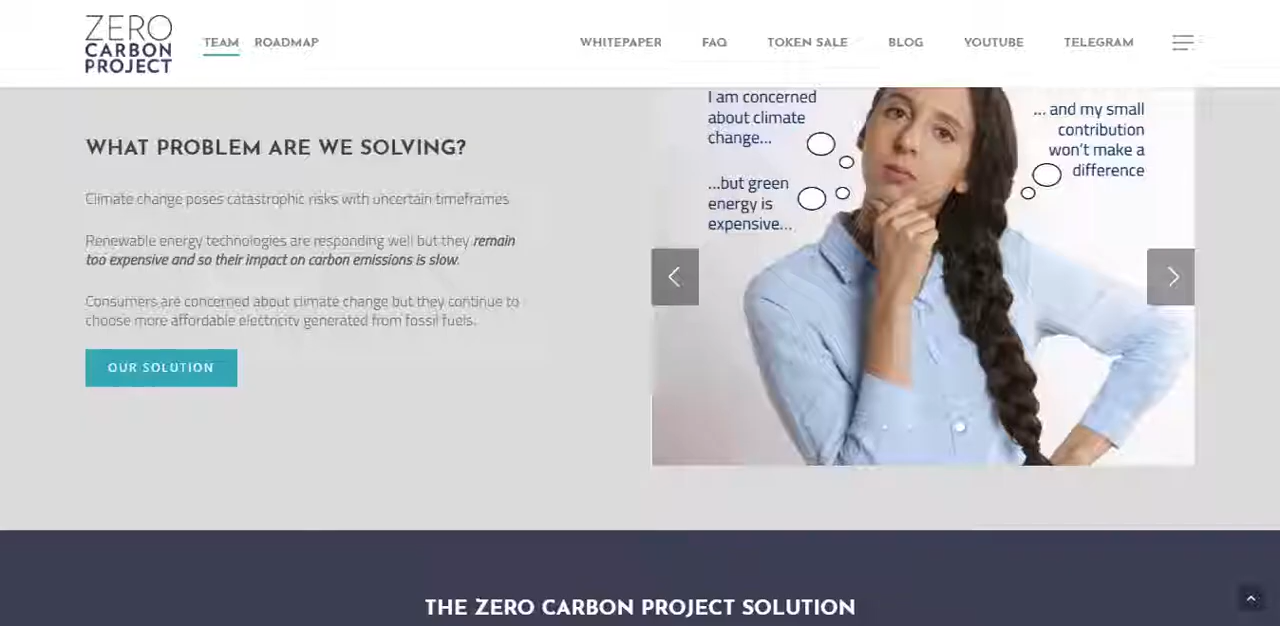 ZERO
CARBON
PROJECT
TEAM
ROADMAP
WHITEPAPER
FAQ
TOKEN SALE
BLOG
YOUTUBE
TELEGRAM
WHAT PROBLEM ARE WE SOLVING?
Climate change poses catastrophic risks with uncertain timeframes
Renewable energy technologies are responding well but they remain
too expensive and so their impact on carbon emissions is slow.
Consumers are concerned about climate change but they continue to
choose more affordable electricity generated from fossil fuels.
OUR SOLUTION
I am concerned
about climate
change...
...but green
energy is
expensive...
... and my small
contribution
won't make a
difference
THE ZERO CARBON PROJECT SOLUTION